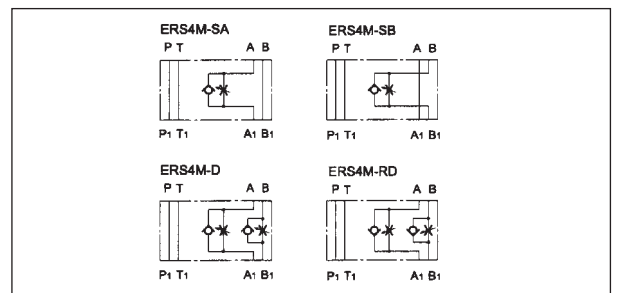 ERS4M-SA
P T A B
P1 T1 A1 B1
ERS4M-SB
P T A B
P1 T1 A1 B1
ERS4M-D
P T A B
P1 T1 A1 B1
ERS4M-RD
P T A B
P1 T1 A1 B1